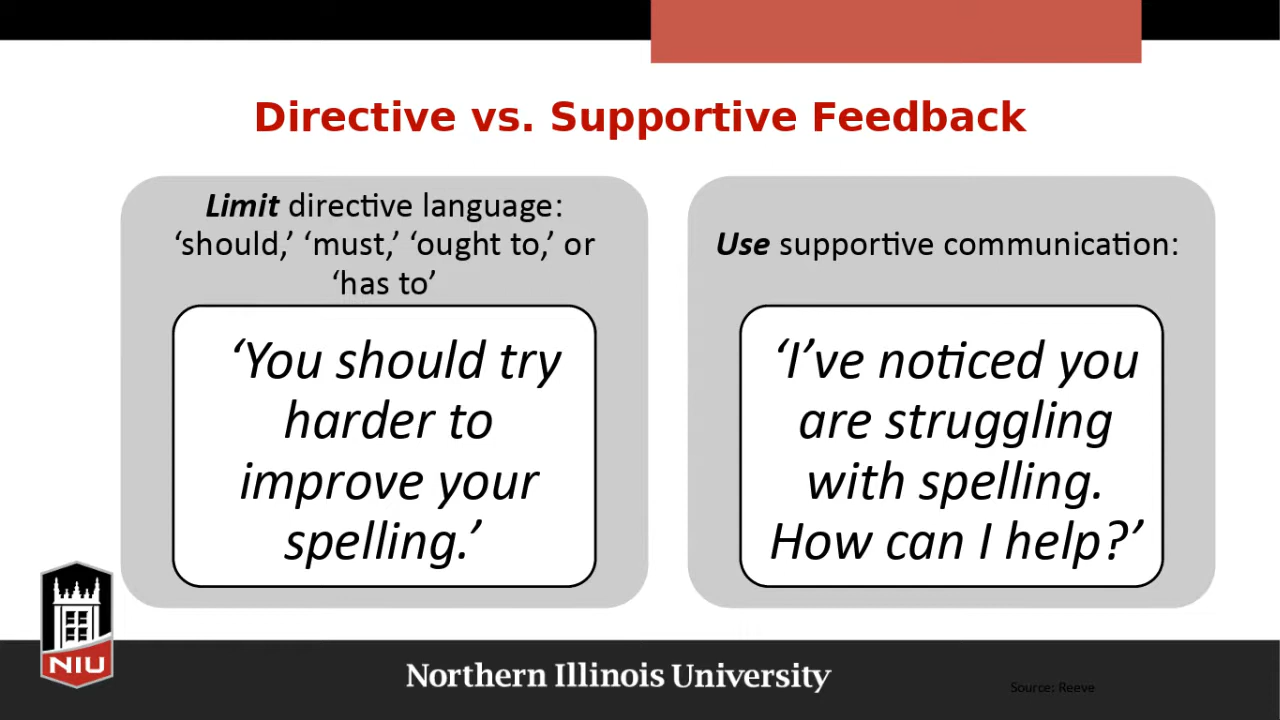 Directive vs. Supportive Feedback
Limit directive language:
‘should,’ ‘must,’ ‘ought to,’ or
‘has to’
‘You should try
harder to
improve your
spelling.’
Use supportive communication:
‘I’ve noticed you
are struggling
with spelling.
How can I help?’
NIU
Northern Illinois University
Source: Reeve